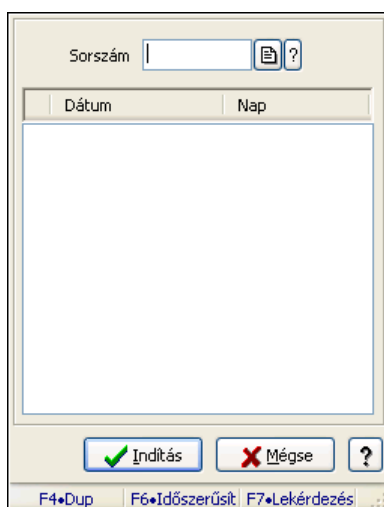 Sorszám ?
Dátum Nap
Indítás Mégse ?
F4•Dup F6•Időszerűsít F7•Lekérdezés